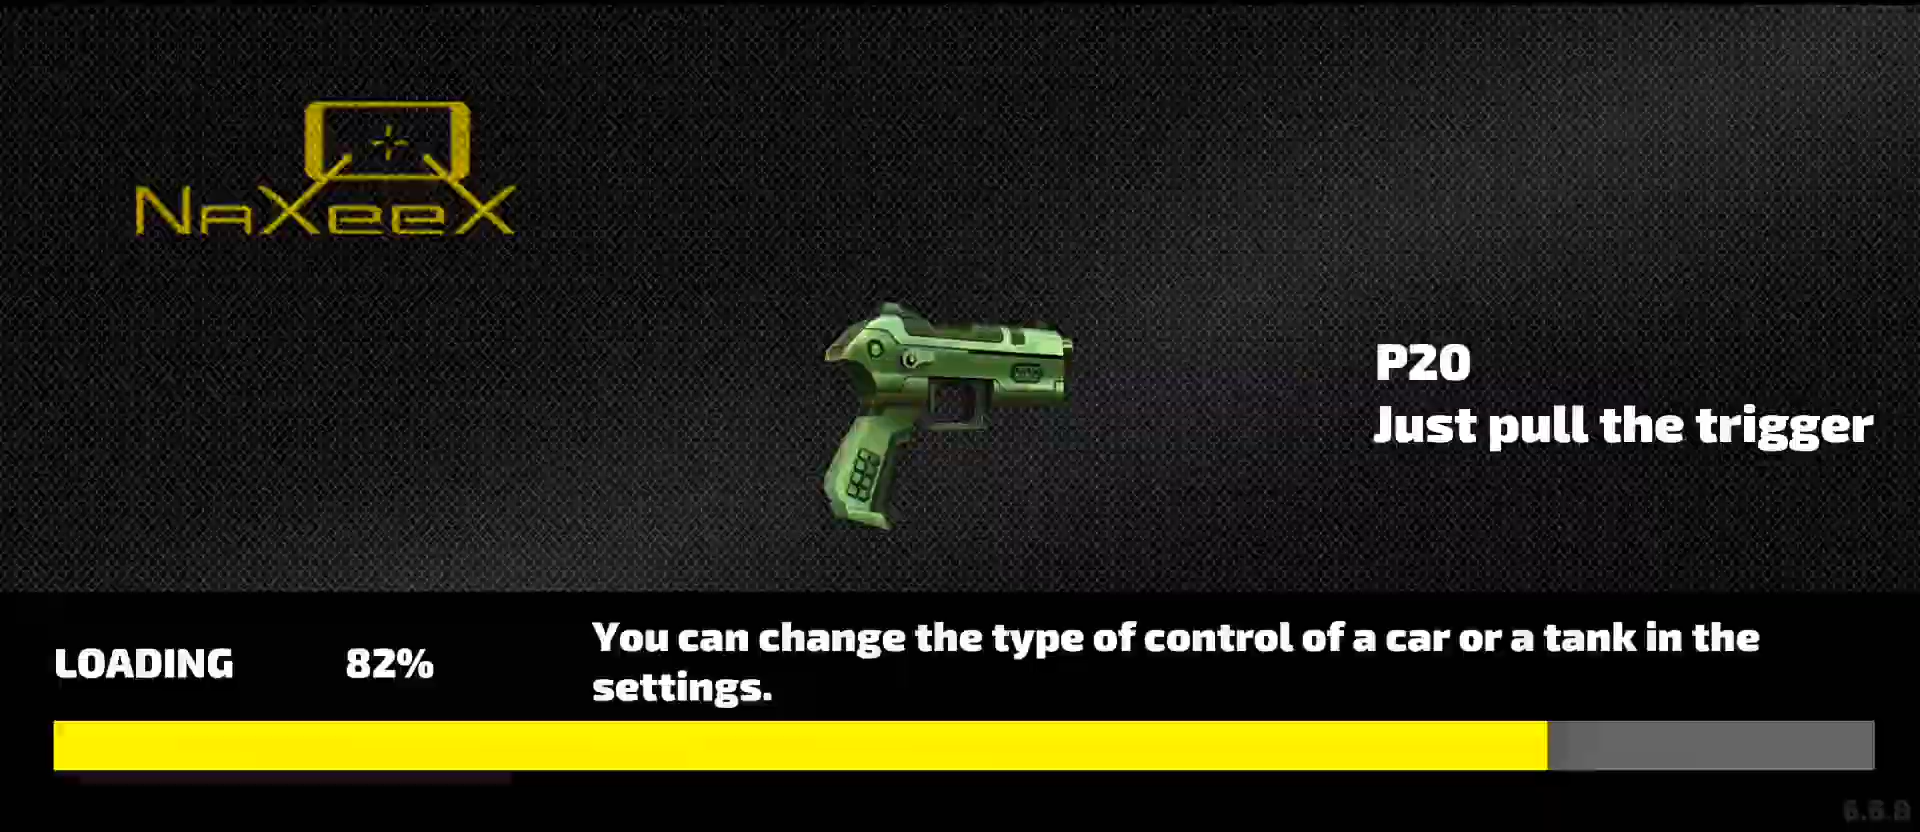 NaXeeX
P20
Just pull the trigger
LOADING 82%
You can change the type of control of a car or a tank in the
settings.